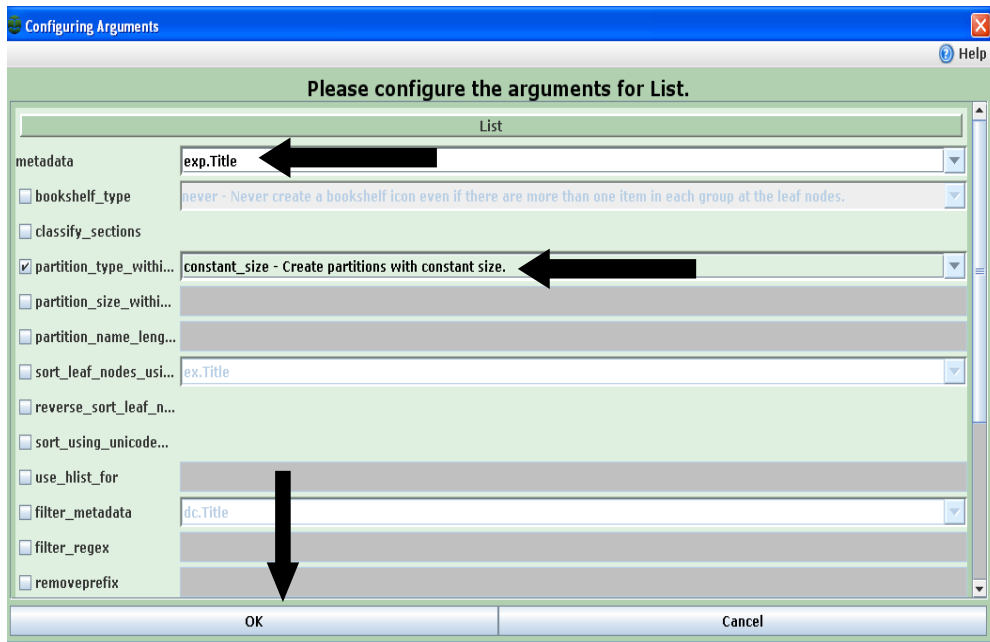 Configuring Arguments
Help
Please configure the arguments for List.
List
metadata exp.Title
bookshelf_type never - Never create a bookshelf icon even if there are more than one item in each group at the leaf nodes.
classify_sections
partition_type_withi... constant_size - Create partitions with constant size.
partition_size_withi...
partition_name_leng...
sort_leaf_nodes_usi... ex.Title
reverse_sort_leaf_n...
sort_using_unicode...
use_hlist_for
filter_metadata dc.Title
filter_regex
removeprefix
OK Cancel